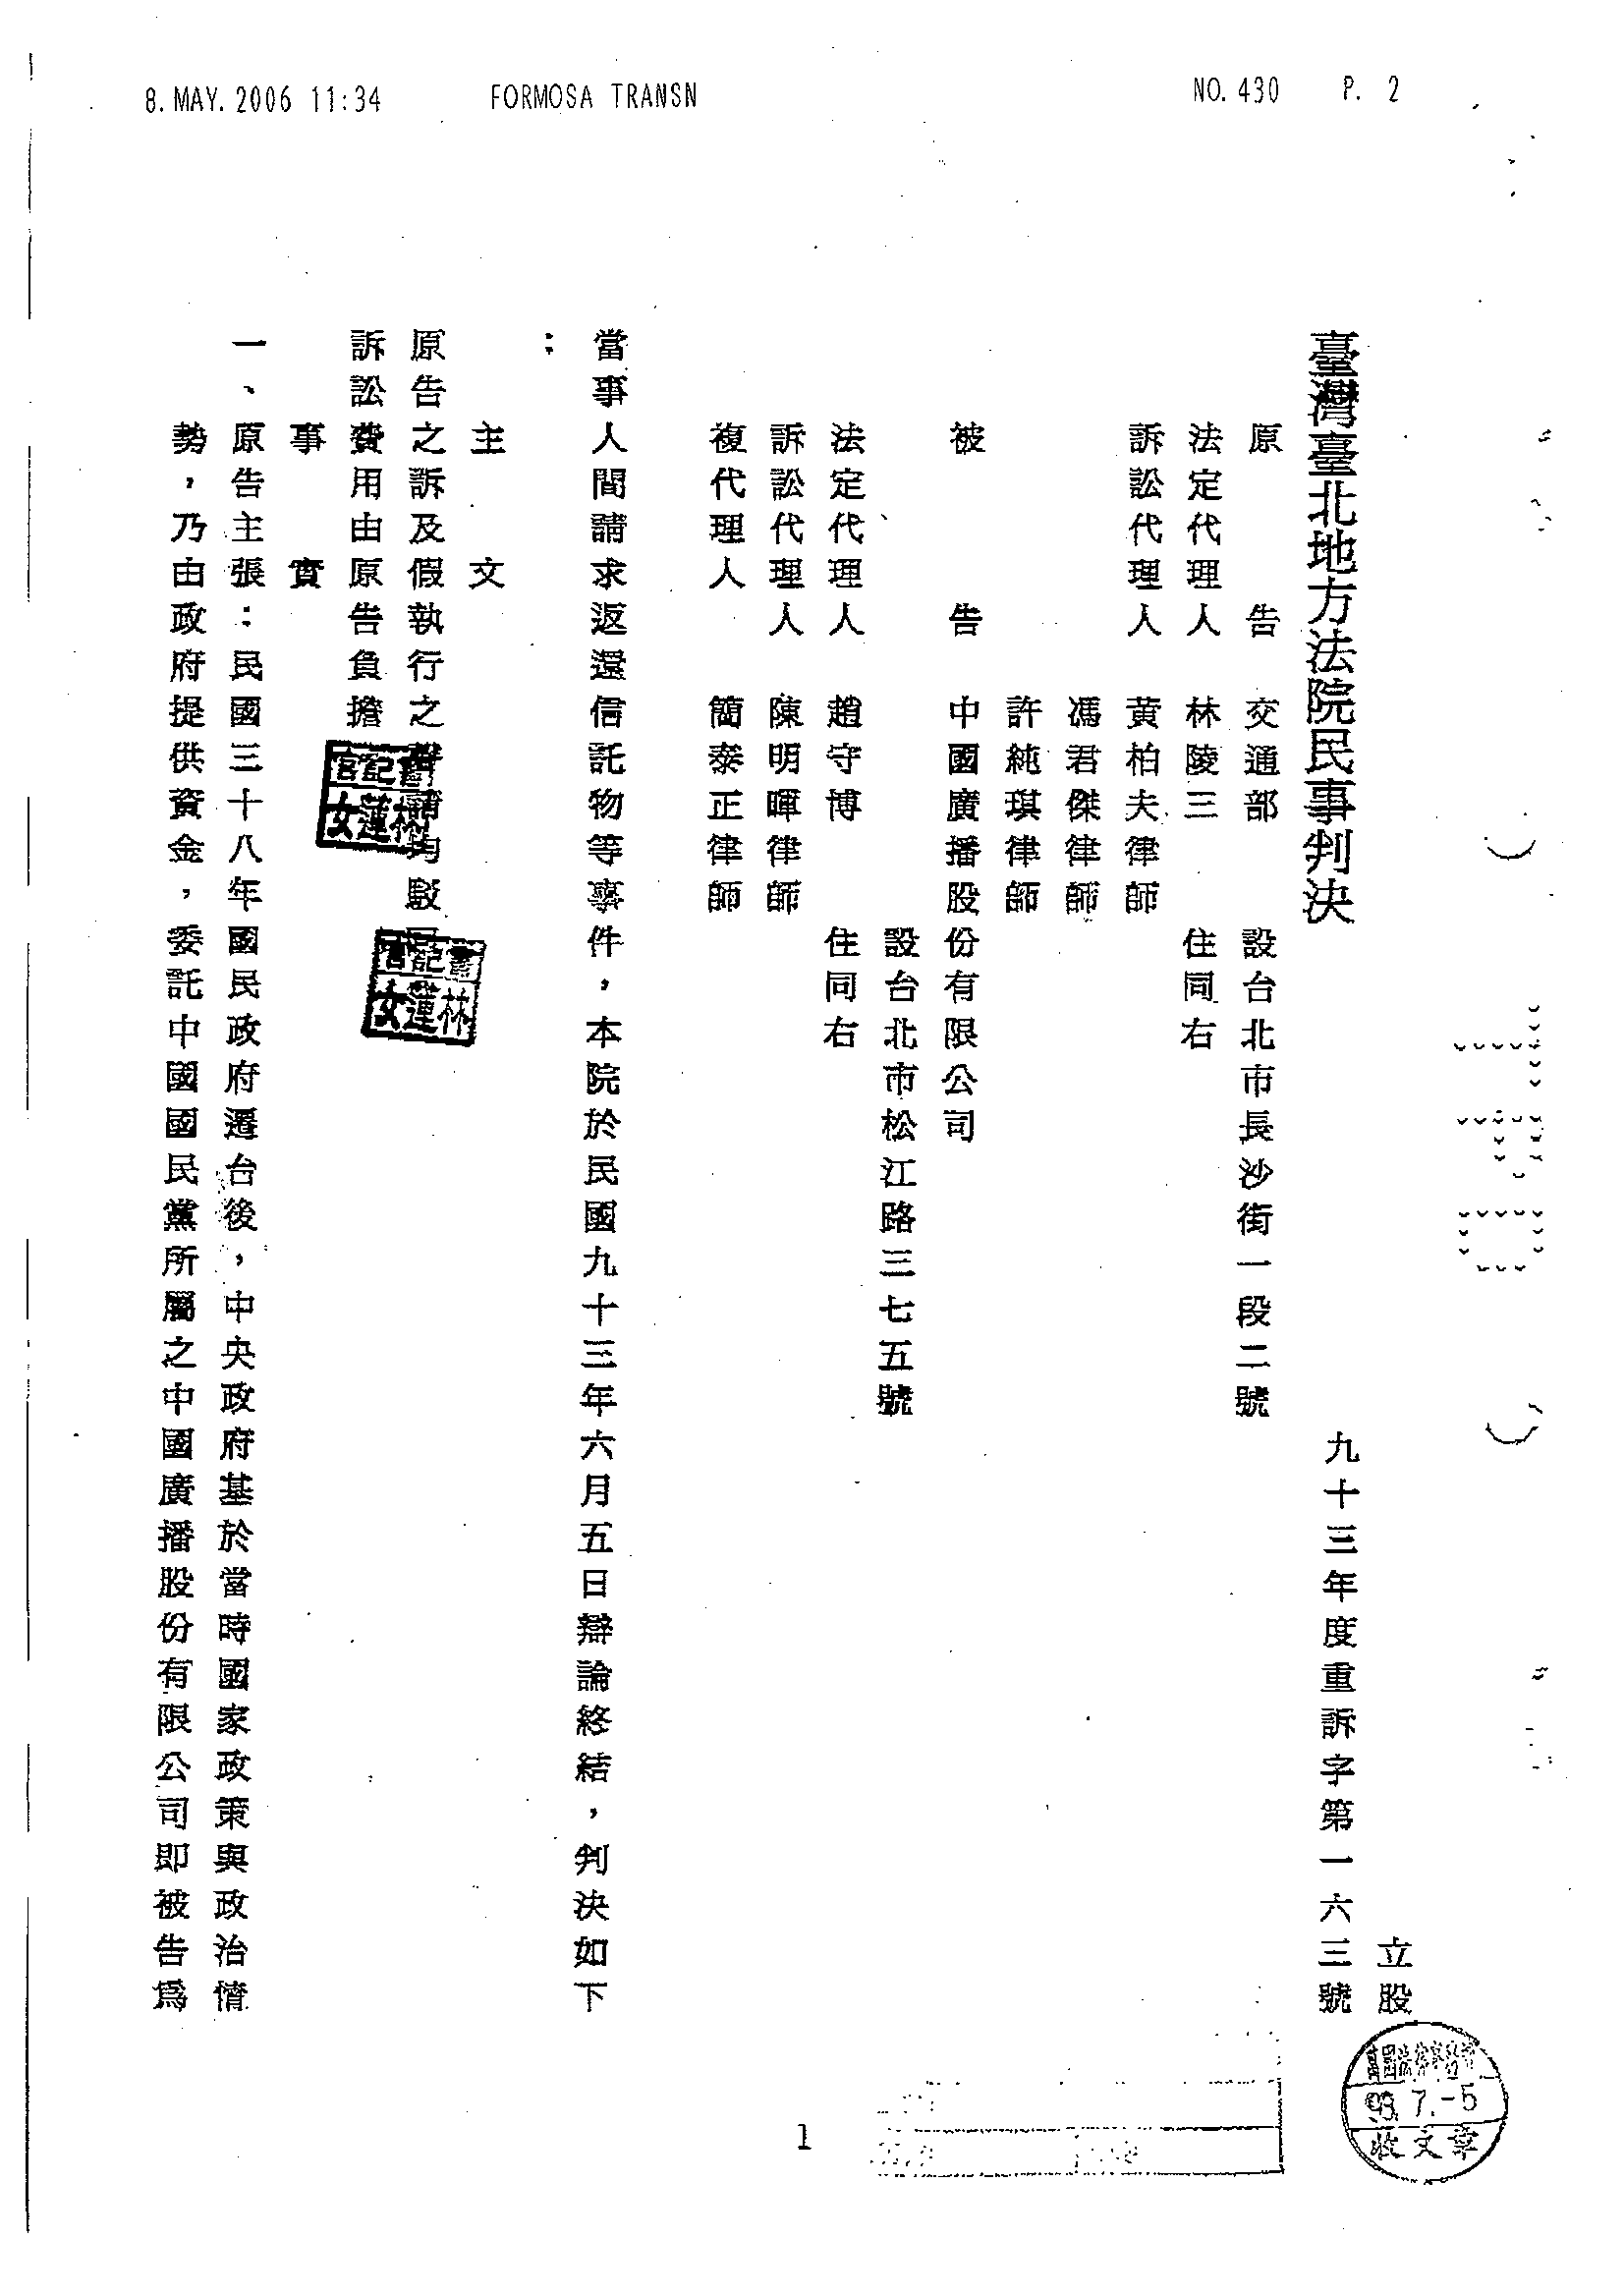 8. MAY. 2006 11:34 FORMOSA TRANSN NO. 430 P. 2
立股
臺灣臺北地方法院民事判決 九十三年度重訴字第一六三號
原告 交通部 設台北市長沙街一段二號
法定代理人 林陵三 住同右
訴訟代理人 黃柏夫律師
馮君傑律師
許純琪律師
被告 中國廣播股份有限公司
設台北市松江路三七五號
法定代理人 趙守博 住同右
訴訟代理人 陳明暉律師
複代理人 簡泰正律師
當事人間請求返還信託物等事件，本院於民國九十三年六月五日辯論終結，判決如下
：
主文
原告之訴及假執行之聲請均駁回
訴訟費用由原告負擔
事實
一、原告主張：民國三十八年國民政府遷台後，中央政府基於當時國家政策與政治情
勢，乃由政府提供資金，委託中國國民黨所屬之中國廣播股份有限公司即被告為
書記官
林蓮女
書記官
林蓮女
93. 7. -5
收文章
1